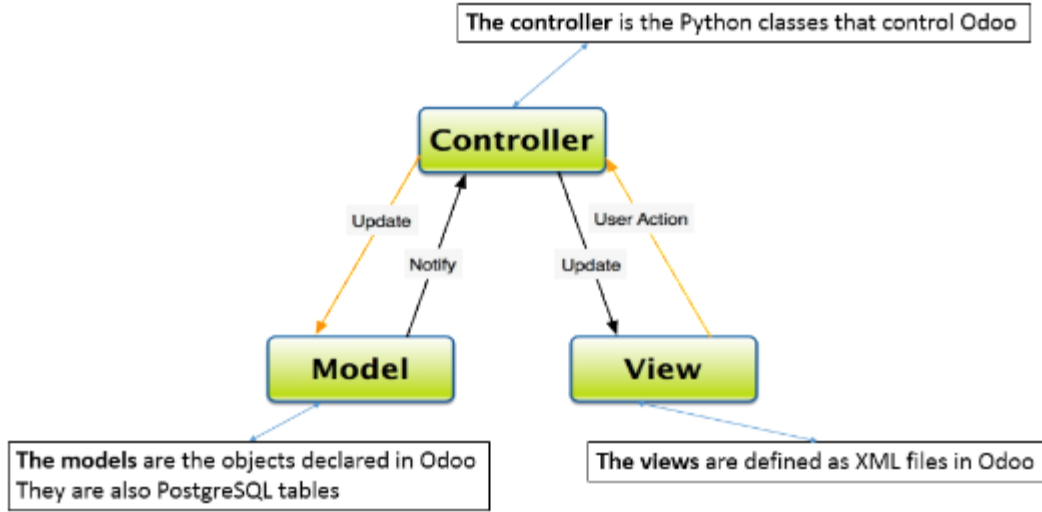 The controller is the Python classes that control Odoo
Controller
Update
User Action
Notify
Update
Model
View
The models are the objects declared in Odoo
They are also PostgreSQL tables
The views are defined as XML files in Odoo